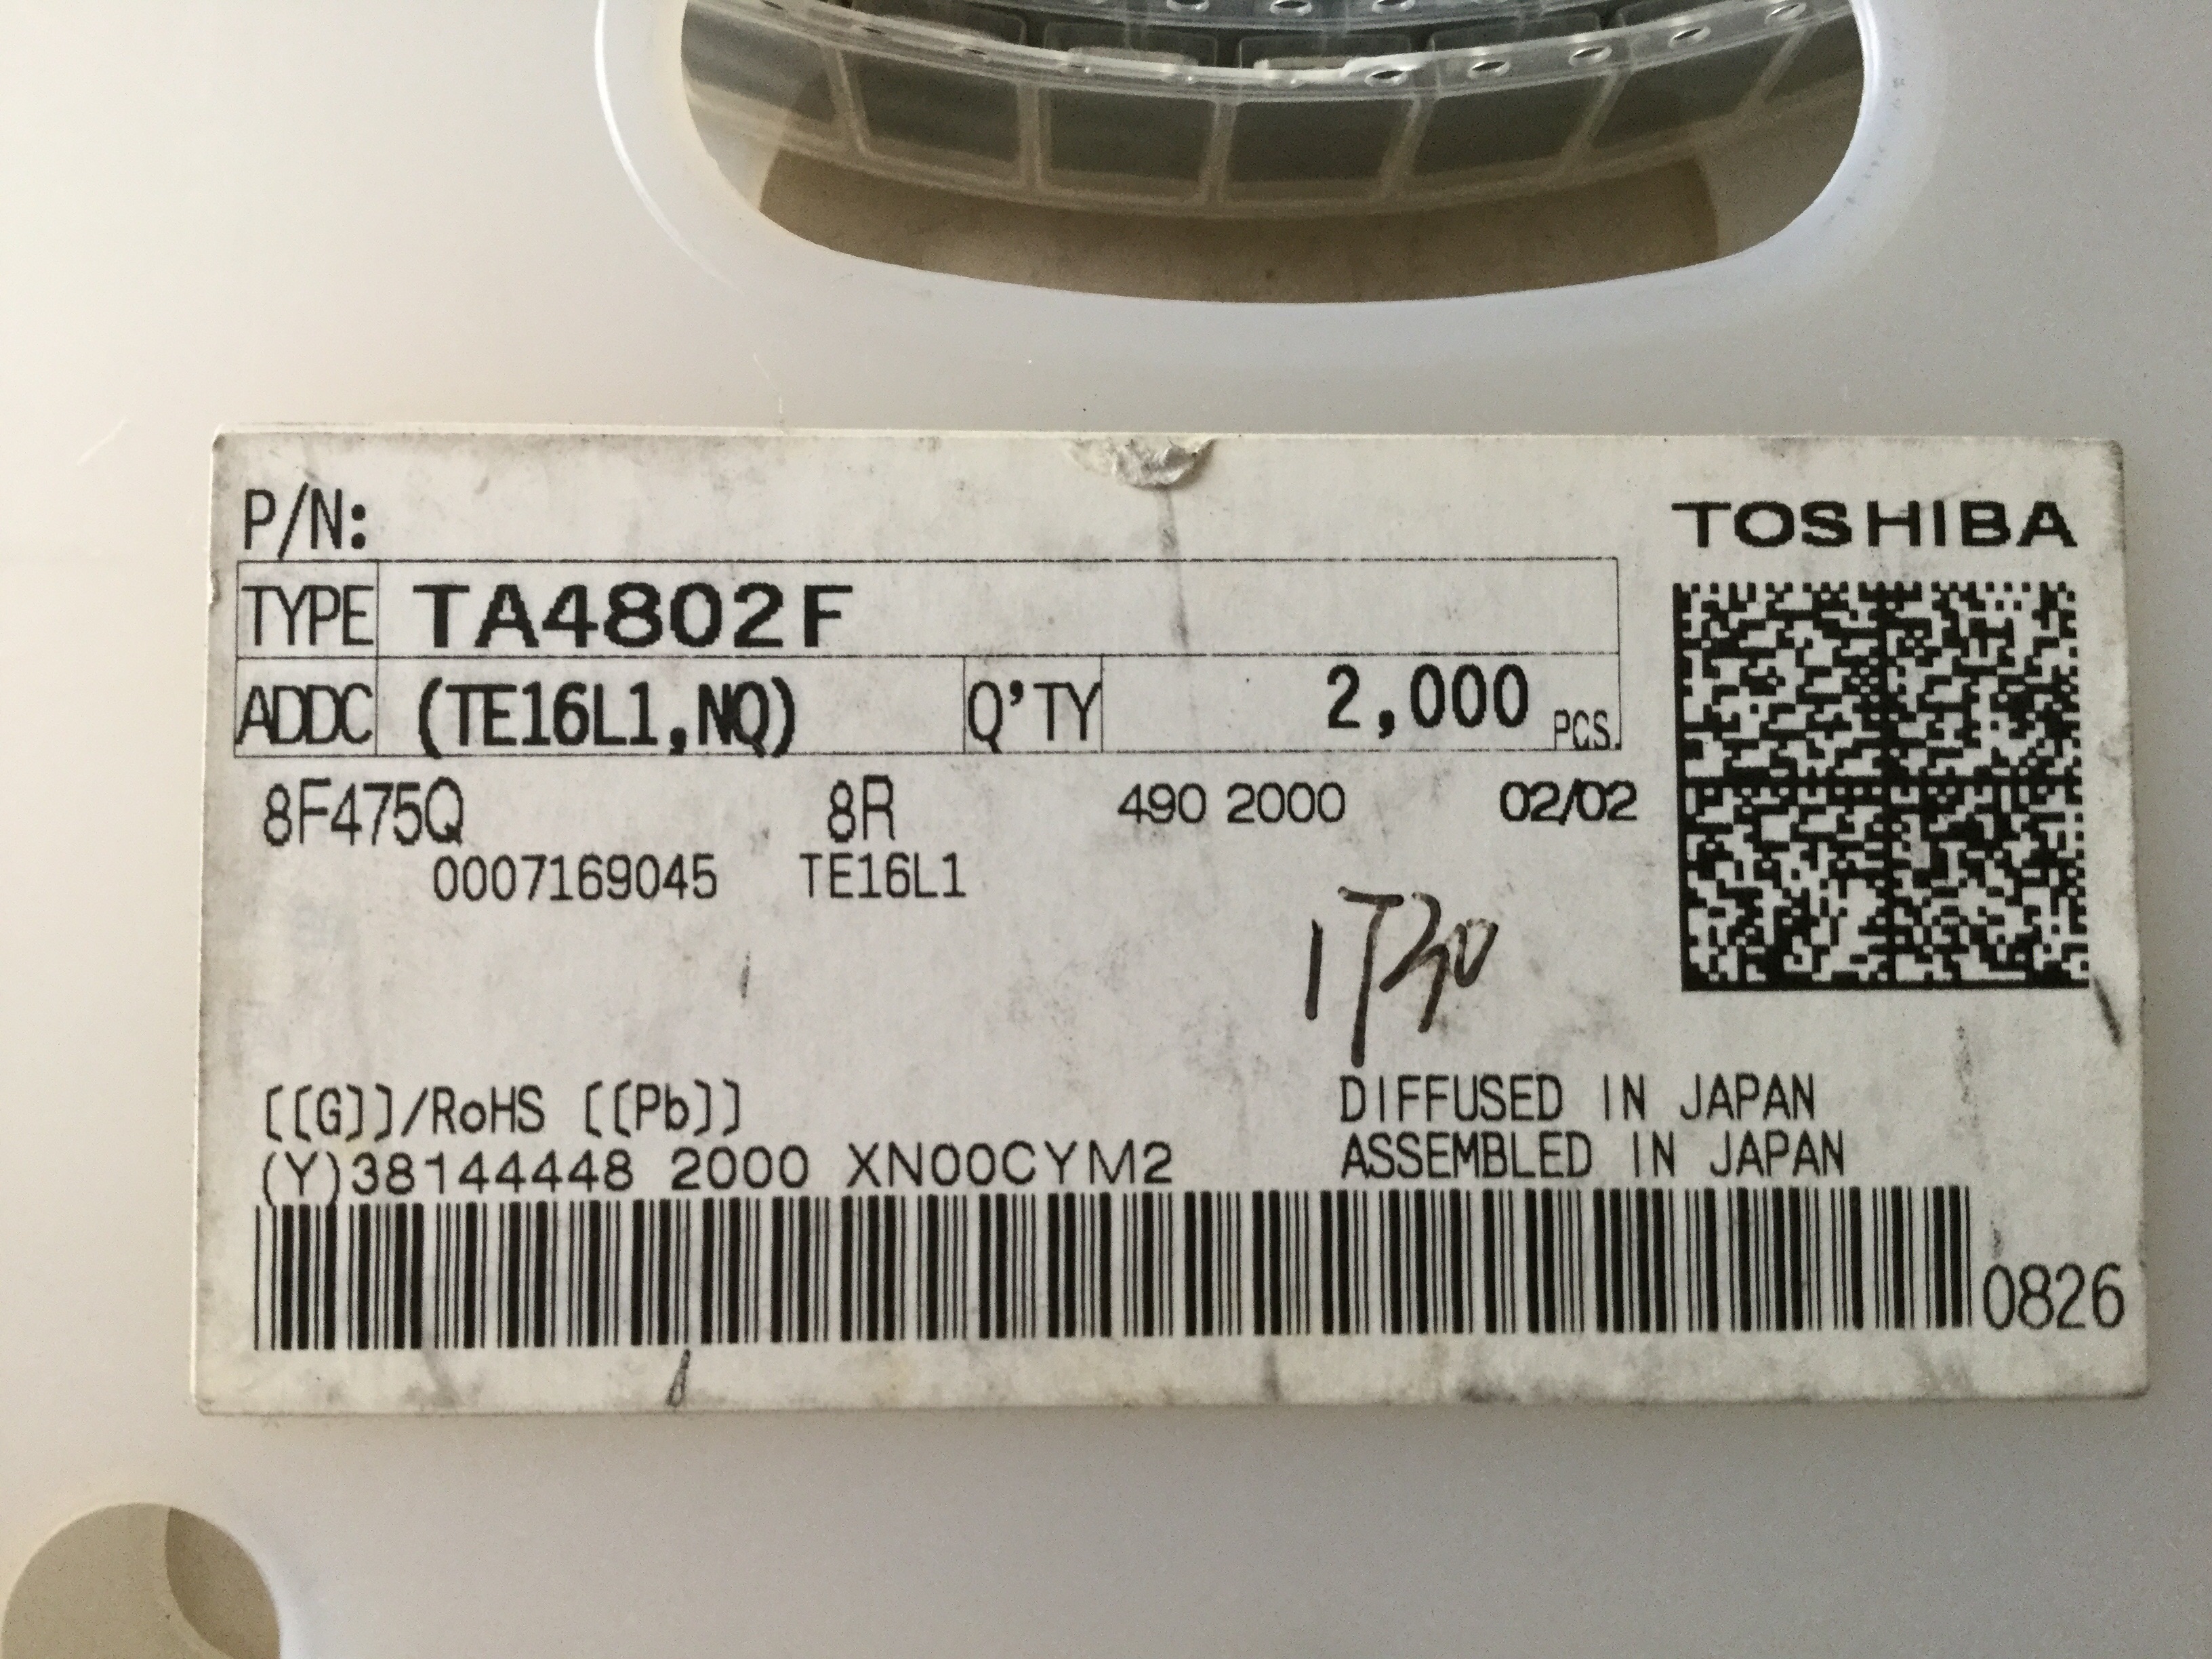 P/N:
TOSHIBA
TYPE TA4802F
ADDC (TE16L1,NQ) Q'TY 2,000 PCS.
8F475Q 8R 490 2000 02/02
0007169045 TE16L1
[[G]]/RoHS [[Pb]]
DIFFUSED IN JAPAN
(Y)38144448 2000 XN00CYM2
ASSEMBLED IN JAPAN
0826